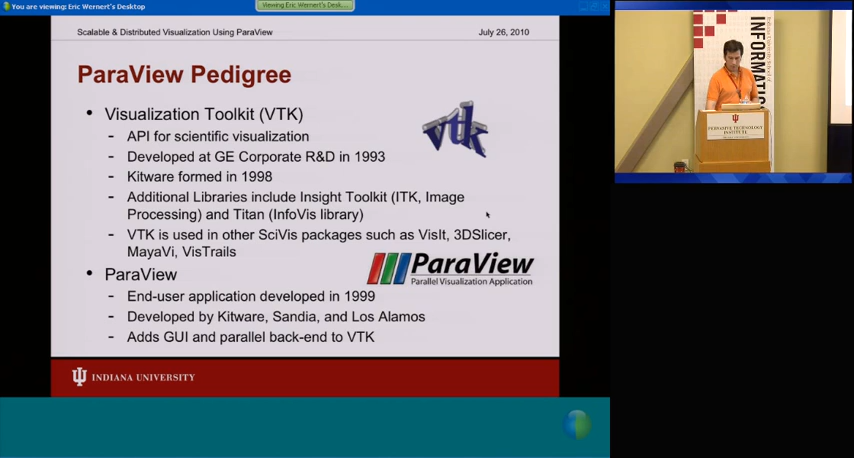 You are viewing: Eric Wernert's Desktop
Viewing Eric Wernert's Desk...
Scalable & Distributed Visualization Using ParaView
July 26, 2010
ParaView Pedigree
• Visualization Toolkit (VTK)
- API for scientific visualization
- Developed at GE Corporate R&D in 1993
- Kitware formed in 1998
- Additional Libraries include Insight Toolkit (ITK, Image
Processing) and Titan (InfoVis library)
- VTK is used in other SciVis packages such as VisIt, 3DSlicer,
MayaVi, VisTrails
vtk
ParaView
Parallel Visualization Application
• ParaView
- End-user application developed in 1999
- Developed by Kitware, Sandia, and Los Alamos
- Adds GUI and parallel back-end to VTK
INDIANA UNIVERSITY
INFORMATIC
PERVASIVE TECHNOLOGY
INSTITUTE